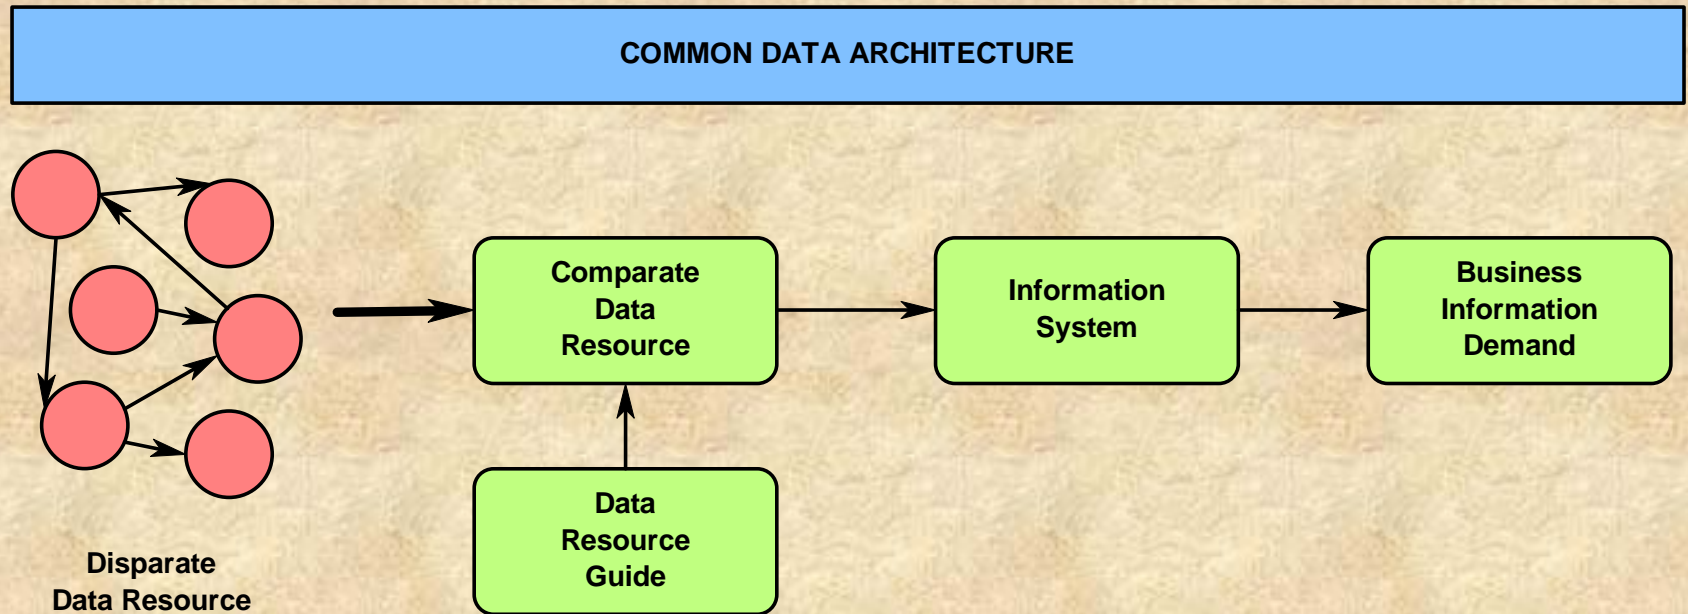 COMMON DATA ARCHITECTURE
Comparate
Data
Resource
Information
System
Business
Information
Demand
Data
Resource
Guide
Disparate
Data Resource